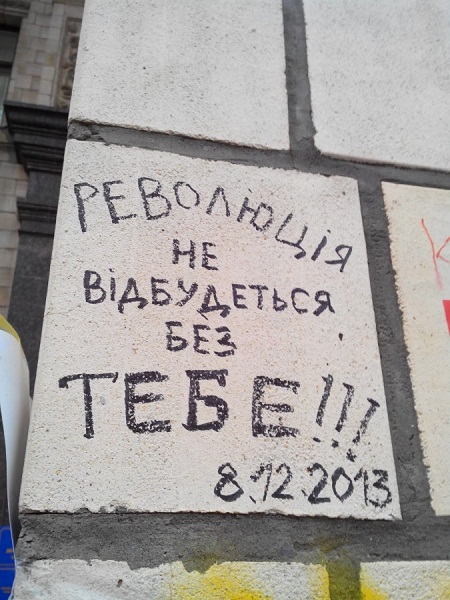 РЕВОЛЮЦІЯ
НЕ
ВІДБУДЕТЬСЯ
БЕЗ
ТЕБЕ!!!
8.12.2013